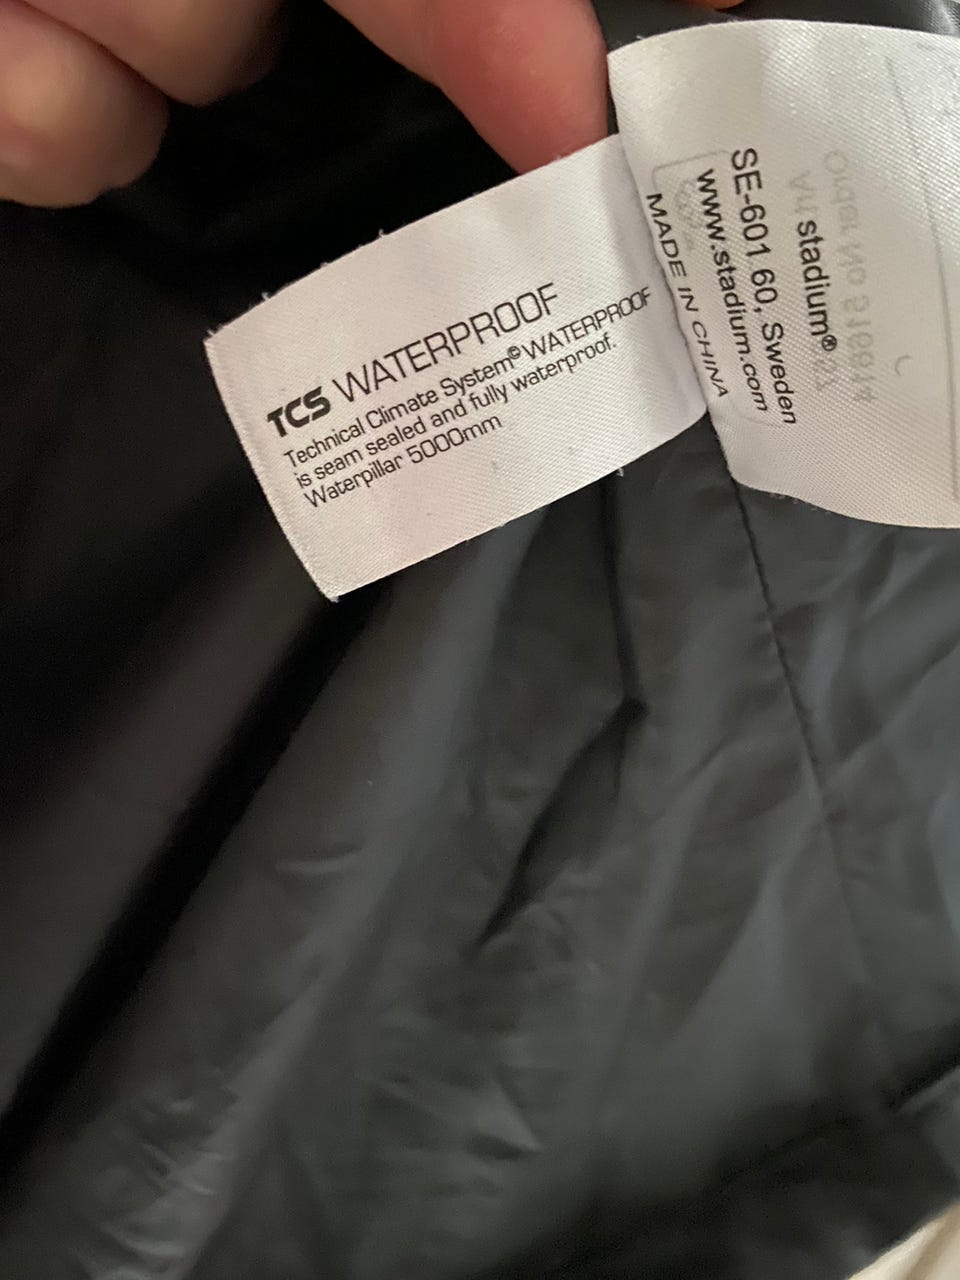 TCS WATERPROOF
Technical Climate System©WATERPROOF
is seam sealed and fully waterproof.
Waterpillar 5000mm
stadium®
SE-601 60, Sweden
www.stadium.com
MADE IN CHINA